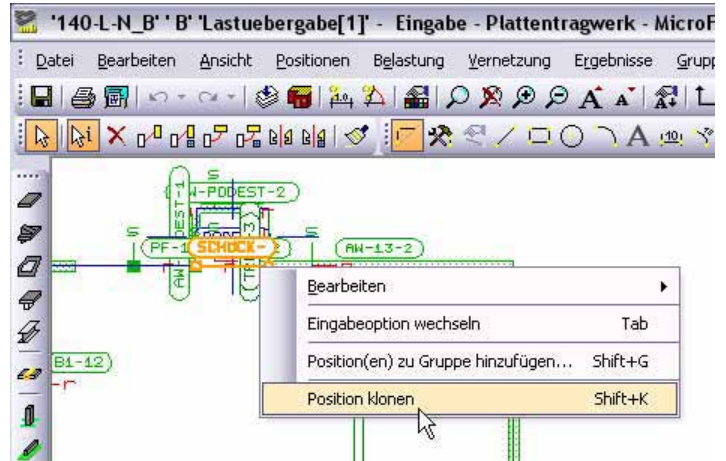 '140-L-N_B' ' B' 'Lastuebergabe[1]' - Eingabe - Plattentragwerk - MicroF
Datei Bearbeiten Ansicht Positionen Belastung Vernetzung Ergebnisse Grupp
S
W-PODEST-2
S
S
PF-1
SCHOCK-
AW-13-2
Bearbeiten
Eingabeoption wechseln Tab
B1-12
Position(en) zu Gruppe hinzufügen... Shift+G
Position klonen Shift+K